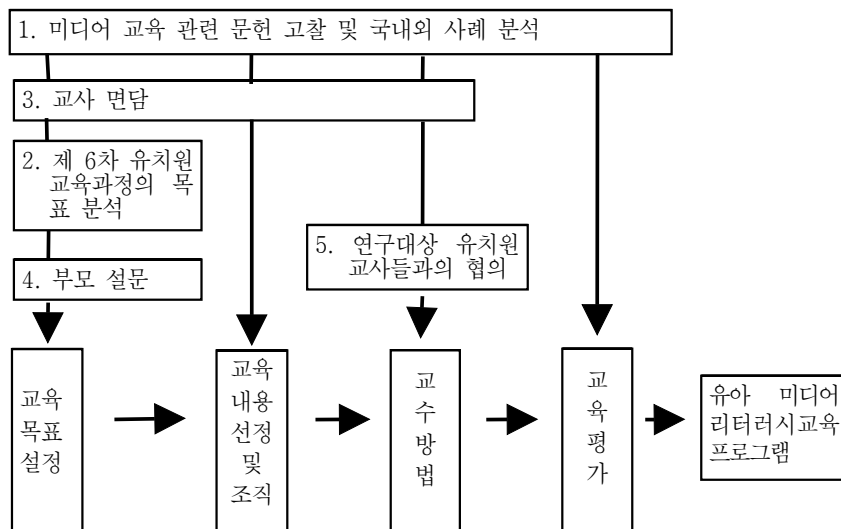 1. 미디어 교육 관련 문헌 고찰 및 국내외 사례 분석
3. 교사 면담
2. 제 6차 유치원
교육과정의 목
표 분석
5. 연구대상 유치원
교사들과의 협의
4. 부모 설문
교육
목표
설정
교육
내용
선정
및
조직
교
수
방
법
교
육
평
가
유아 미디어
리터러시교육
프로그램